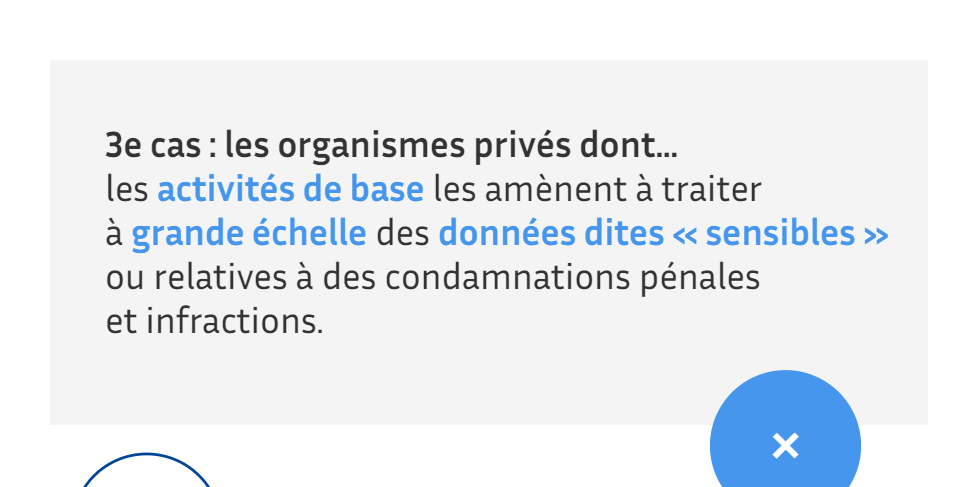 3e cas : les organismes privés dont...
les activités de base les amènent à traiter
à grande échelle des données dites « sensibles »
ou relatives à des condamnations pénales
et infractions.